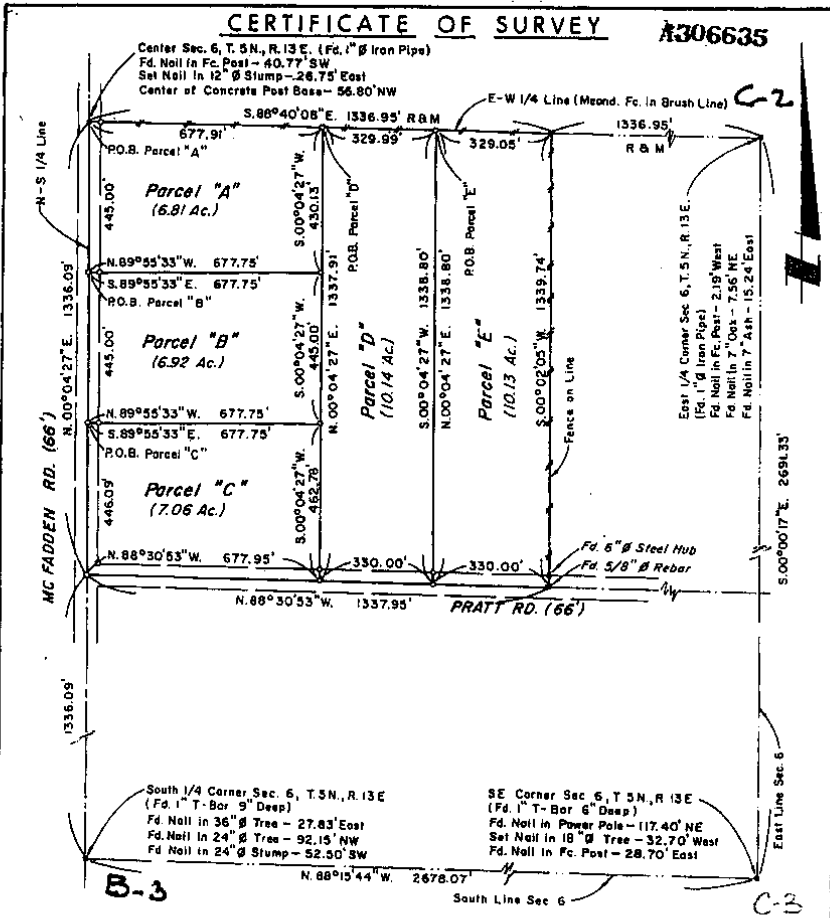 CERTIFICATE OF SURVEY
A306635
Center Sec. 6, T. 5N., R. 13 E. (Fd. 1" Ø Iron Pipe)
Fd. Nail in Fc. Post - 40.77' SW
Set Nail in 12" Ø Stump - 26.75' East
Center of Concrete Post Base - 56.80' NW
E-W 1/4 Line (Meand. Fc. in Brush Line)
C-2
S.88°40'08"E. 1336.95' R&M
677.91'
329.99'
329.05'
1336.95'
R & M
N-S 1/4 Line
P.O.B. Parcel "A"
Parcel "A"
(6.81 Ac.)
445.00'
S.00°04'27"W.
430.13'
P.O.B. Parcel "D"
P.O.B. Parcel "E"
N.89°55'33"W. 677.75'
S.89°55'33"E. 677.75'
P.O.B. Parcel "B"
N.00°04'27"E. 1336.09'
Parcel "B"
(6.92 Ac.)
445.00'
S.00°04'27"W.
445.00'
N.00°04'27"E. 1337.91'
Parcel "D"
(10.14 Ac.)
S.00°04'27"W. 1338.80'
N.00°04'27"E. 1338.80'
Parcel "E"
(10.13 Ac.)
S.00°02'05"W. 1339.74'
Fence on Line
East 1/4 Corner Sec 6, T. 5 N., R. 13 E.
(Fd. 1" Ø Iron Pipe)
Fd. Nail in Fc. Post - 2.19' West
Fd. Nail in 7" Oak - 7.56' NE
Fd. Nail in 7" Ash - 15.24' East
S.00°00'17"E. 2691.33'
N.89°55'33"W. 677.75'
S.89°55'33"E. 677.75'
P.O.B. Parcel "C"
Parcel "C"
(7.06 Ac.)
446.09'
S.00°04'27"W.
462.78'
MC FADDEN RD. (66')
N.88°30'53"W. 677.95'
330.00'
330.00'
Fd. 6" Ø Steel Hub
Fd. 5/8" Ø Rebar
N.88°30'53"W. 1337.95'
PRATT RD. (66')
1336.09'
South 1/4 Corner Sec. 6, T. 5N., R. 13 E
(Fd. 1" T-Bar 9" Deep)
Fd. Nail in 36" Ø Tree - 27.83' East
Fd. Nail in 24" Ø Tree - 92.15' NW
Fd Nail in 24" Ø Stump - 52.50' SW
SE Corner Sec 6, T 5N., R 13E
(Fd. 1" T-Bar 6" Deep)
Fd. Nail in Power Pole - 117.40' NE
Set Nail in 18" Ø Tree - 32.70' West
Fd. Nail in Fc. Post - 28.70' East
East Line Sec. 6
B-3
N.88°15'44"W. 2678.07'
South Line Sec 6
C-3